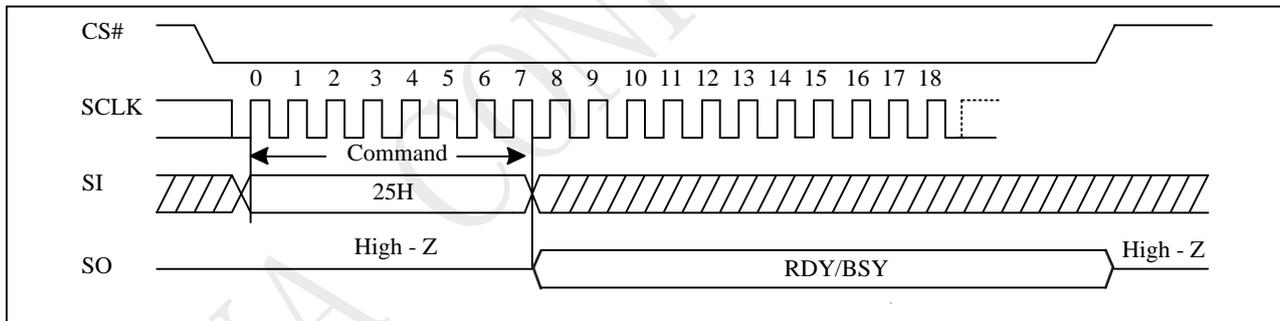 CS#
0 1 2 3 4 5 6 7 8 9 10 11 12 13 14 15 16 17 18
SCLK
Command
SI
25H
High - Z
High - Z
SO
RDY/BSY